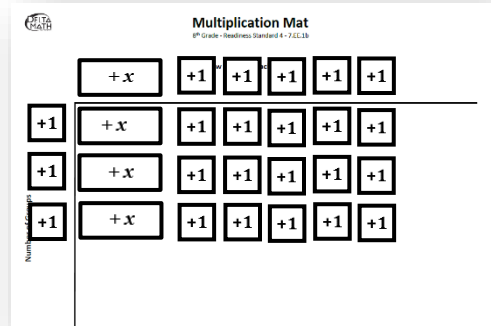 DELTA MATH
Multiplication Mat
8th Grade - Readiness Standard 4 - 7.EE.1b
+x +1 +1 +1 +1 +1
+1 +x +1 +1 +1 +1 +1
+1 +x +1 +1 +1 +1 +1
+1 +x +1 +1 +1 +1 +1
Number of Groups